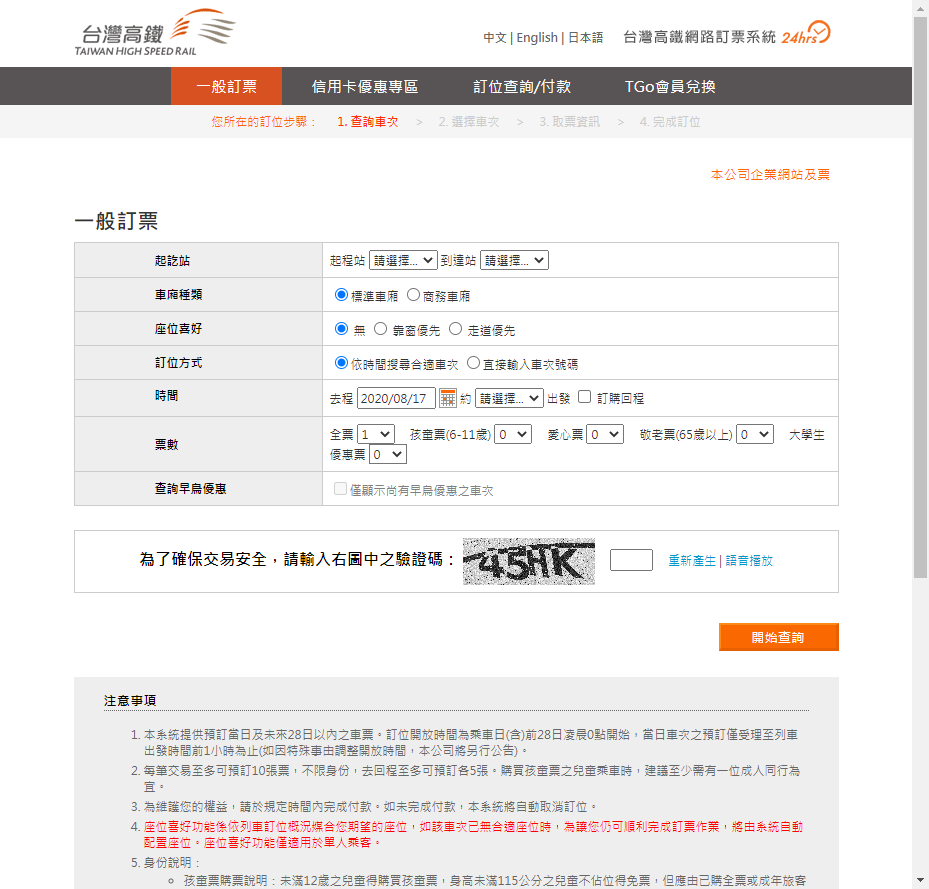 台灣高鐵
TAIWAN HIGH SPEED RAIL
中文 | English | 日本語
台灣高鐵網路訂票系統 24hrs
一般訂票 信用卡優惠專區 訂位查詢/付款 TGo會員兌換
您所在的訂位步驟： 1. 查詢車次 > 2. 選擇車次 > 3. 取票資訊 > 4. 完成訂位
本公司企業網站及票
一般訂票
起訖站 起程站 請選擇... 到達站 請選擇...
車廂種類 標準車廂 商務車廂
座位喜好 無 靠窗優先 走道優先
訂位方式 依時間搜尋合適車次 直接輸入車次號碼
時間 去程 2020/08/17 約 請選擇... 出發 訂購回程
票數 全票 1 孩童票(6-11歲) 0 愛心票 0 敬老票(65歲以上) 0 大學生
優惠票 0
查詢早鳥優惠 僅顯示尚有早鳥優惠之車次
為了確保交易安全，請輸入右圖中之驗證碼： 45HK 重新產生 | 語音播放
開始查詢
注意事項
1. 本系統提供預訂當日及未來28日以內之車票。訂位開放時間為乘車日(含)前28日凌晨0點開始，當日車次之預訂僅受理至列車
出發時間前1小時為止(如因特殊事由調整開放時間，本公司將另行公告)。
2. 每筆交易至多可預訂10張票，不限身份，去回程至多可預訂各5張。購買孩童票之兒童乘車時，建議至少需有一位成人同行為
宜。
3. 為維護您的權益，請於規定時間內完成付款。如未完成付款，本系統將自動取消訂位。
4. 座位喜好功能係依列車訂位概況媒合您期望的座位，如該車次已無合適座位時，為讓您仍可順利完成訂票作業，將由系統自動
配置座位。座位喜好功能僅適用於單人乘客。
5. 身份說明：
孩童票購票說明：未滿12歲之兒童得購買孩童票，身高未滿115公分之兒童不佔位得免票，但應由已購全票或成年旅客